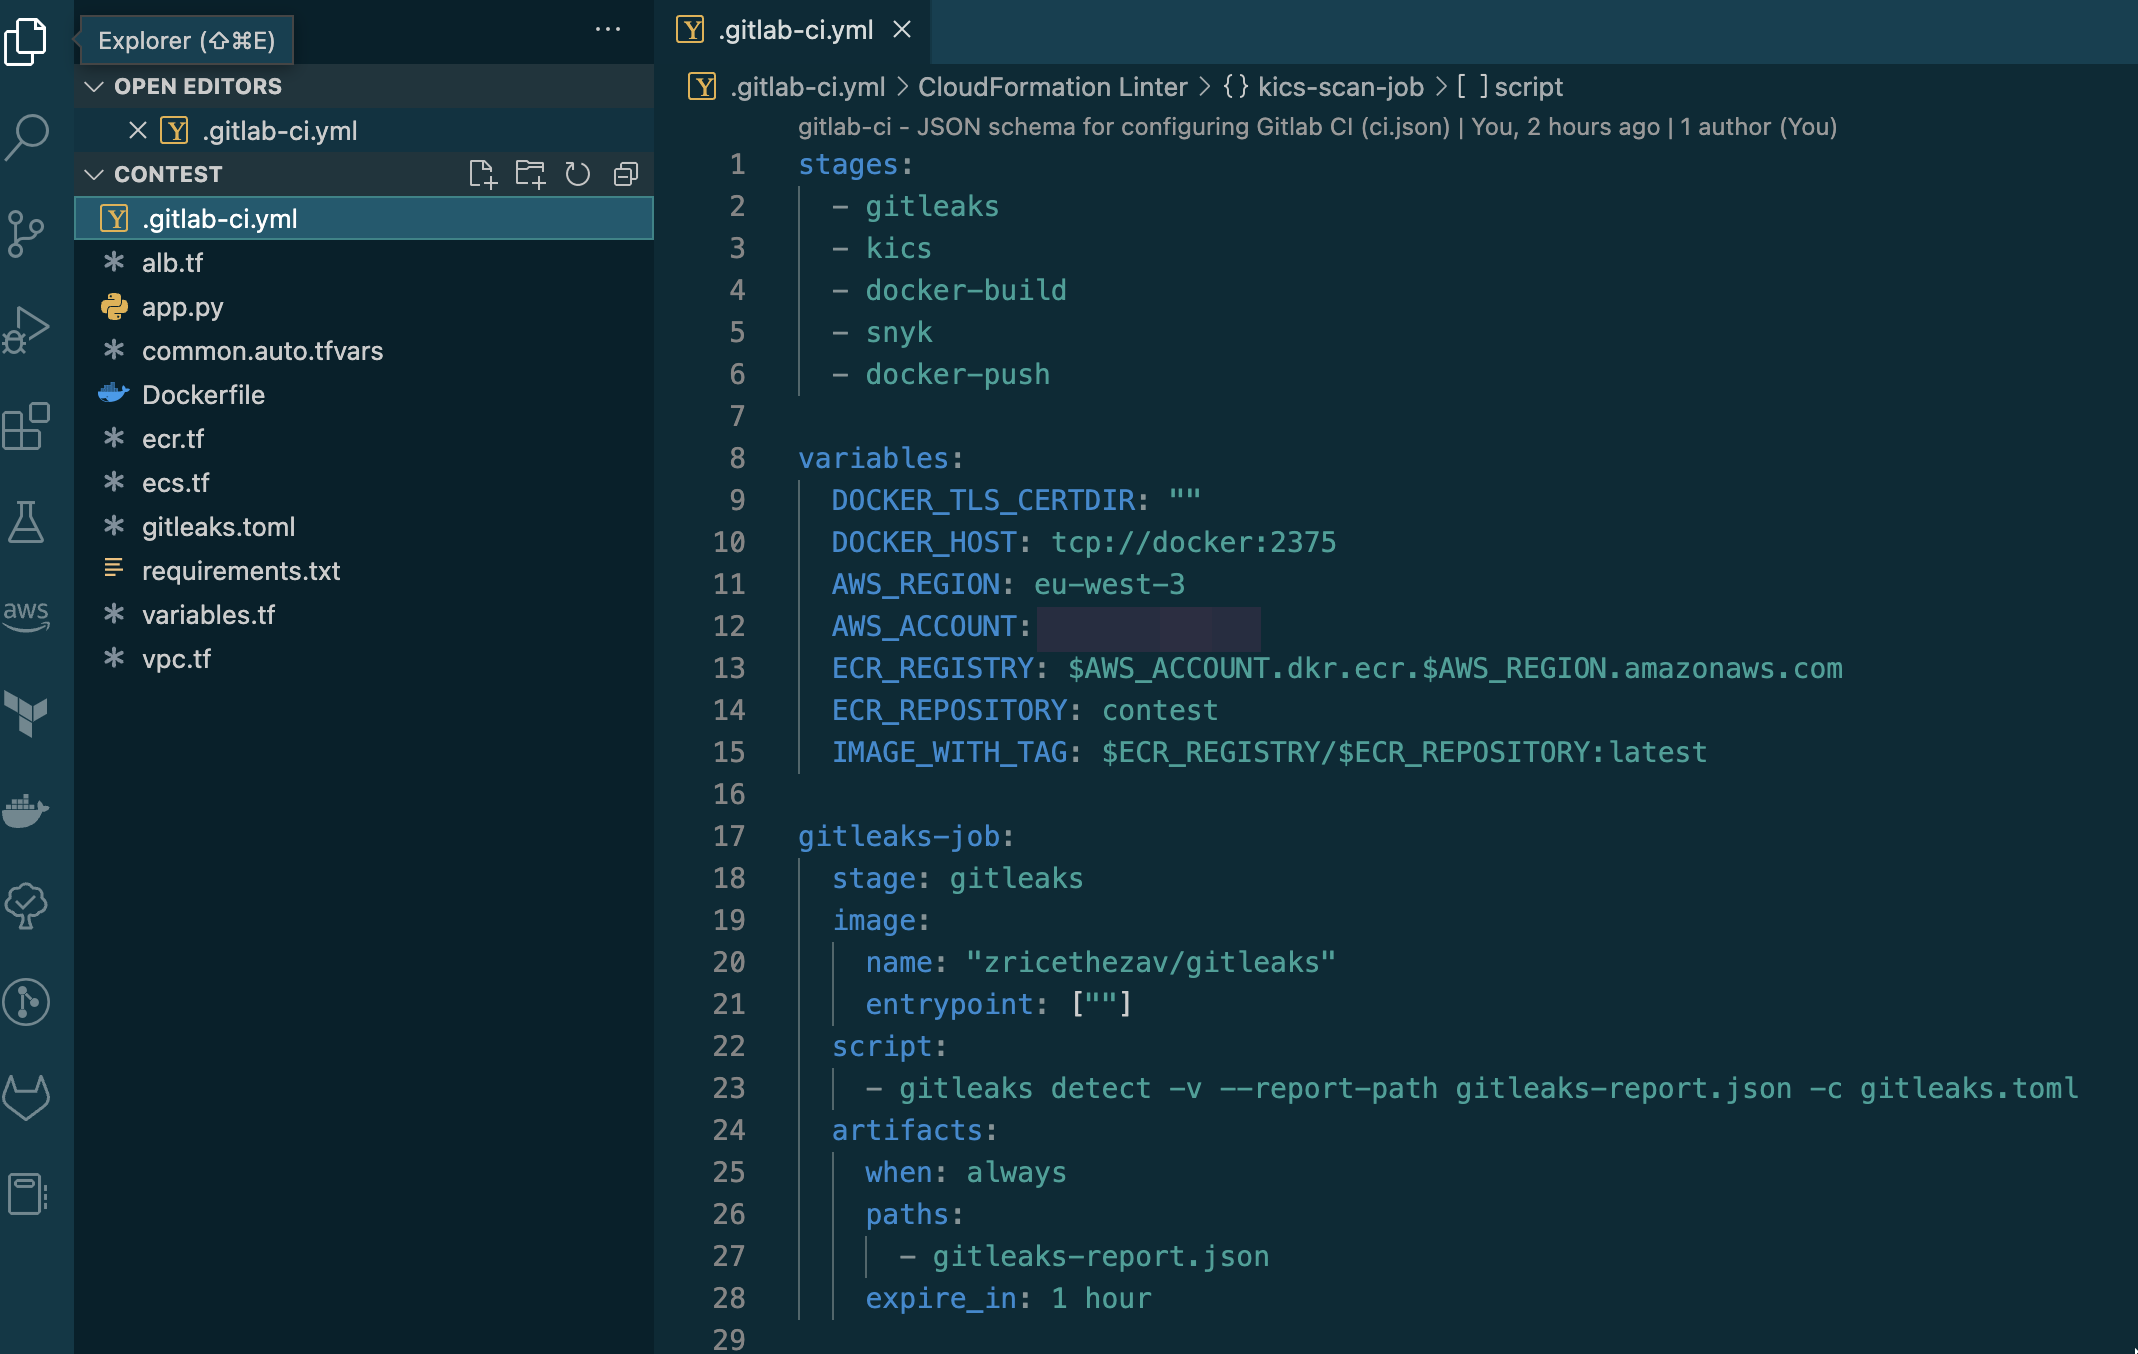 Explorer (⇧⌘E)
OPEN EDITORS
.gitlab-ci.yml
CONTEST
.gitlab-ci.yml
alb.tf
app.py
common.auto.tfvars
Dockerfile
ecr.tf
ecs.tf
gitleaks.toml
requirements.txt
variables.tf
vpc.tf
aws
.gitlab-ci.yml
.gitlab-ci.yml > CloudFormation Linter > {} kics-scan-job > [ ] script
gitlab-ci - JSON schema for configuring Gitlab CI (ci.json) | You, 2 hours ago | 1 author (You)
1 stages:
2   - gitleaks
3   - kics
4   - docker-build
5   - snyk
6   - docker-push
7
8 variables:
9   DOCKER_TLS_CERTDIR: ""
10   DOCKER_HOST: tcp://docker:2375
11   AWS_REGION: eu-west-3
12   AWS_ACCOUNT:
13   ECR_REGISTRY: $AWS_ACCOUNT.dkr.ecr.$AWS_REGION.amazonaws.com
14   ECR_REPOSITORY: contest
15   IMAGE_WITH_TAG: $ECR_REGISTRY/$ECR_REPOSITORY:latest
16
17 gitleaks-job:
18   stage: gitleaks
19   image:
20     name: "zricethezav/gitleaks"
21     entrypoint: [""]
22   script:
23     - gitleaks detect -v --report-path gitleaks-report.json -c gitleaks.toml
24   artifacts:
25     when: always
26     paths:
27       - gitleaks-report.json
28     expire_in: 1 hour
29